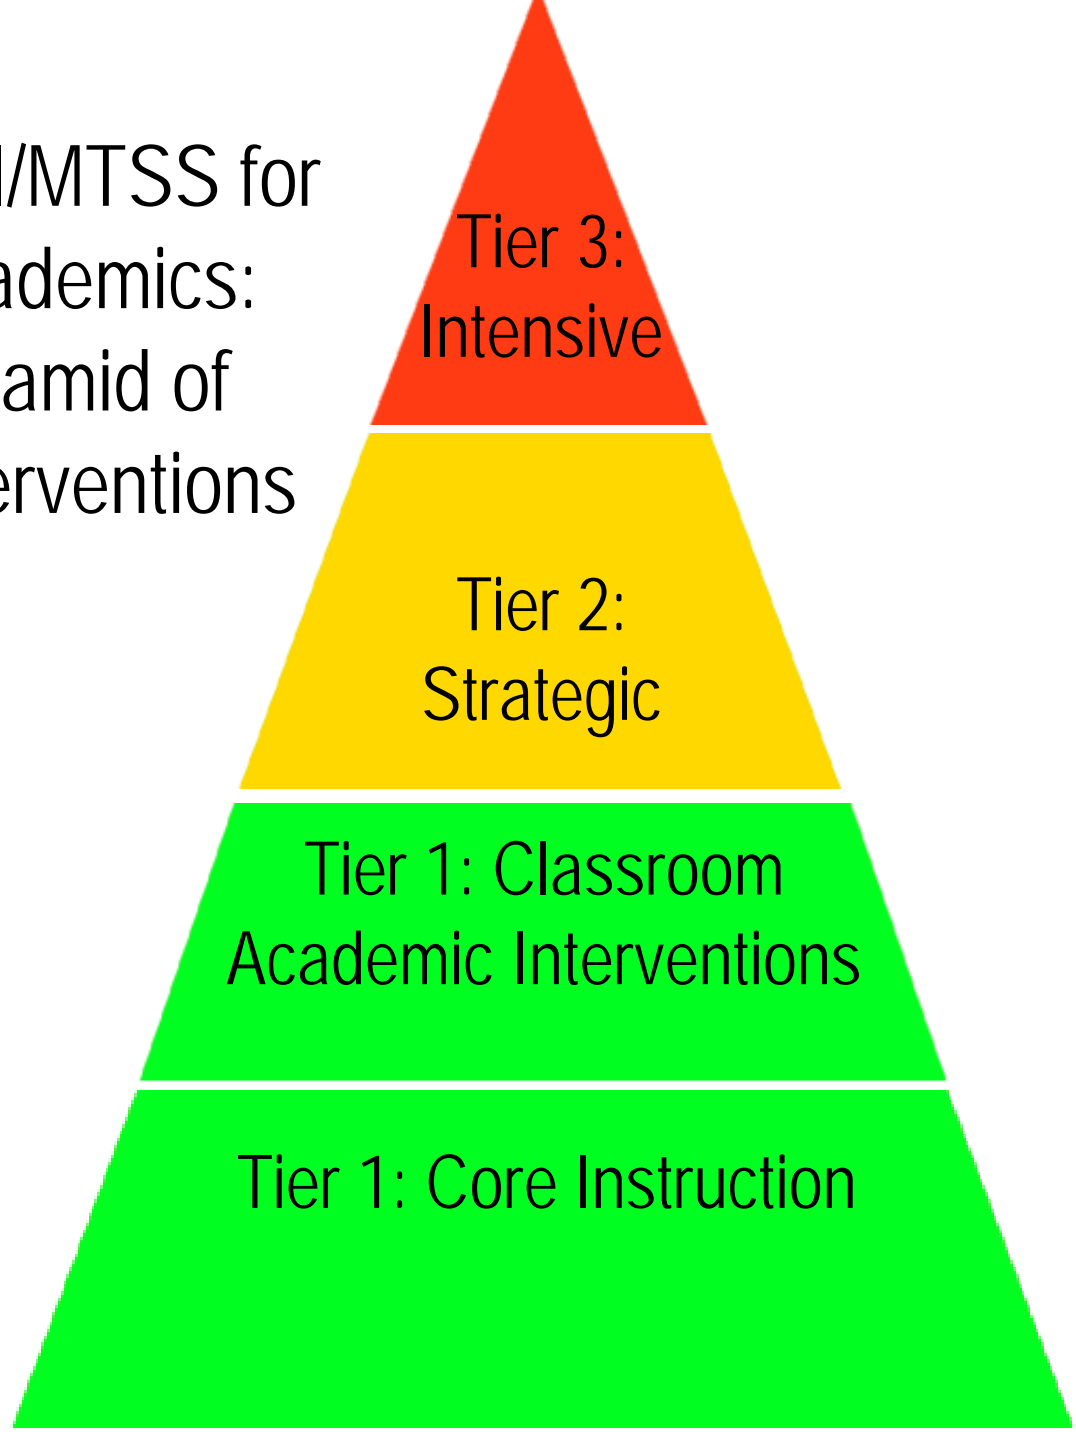 /MTSS for
ademics:
amid of
erventions
Tier 3:
Intensive
Tier 2:
Strategic
Tier 1: Classroom
Academic Interventions
Tier 1: Core Instruction